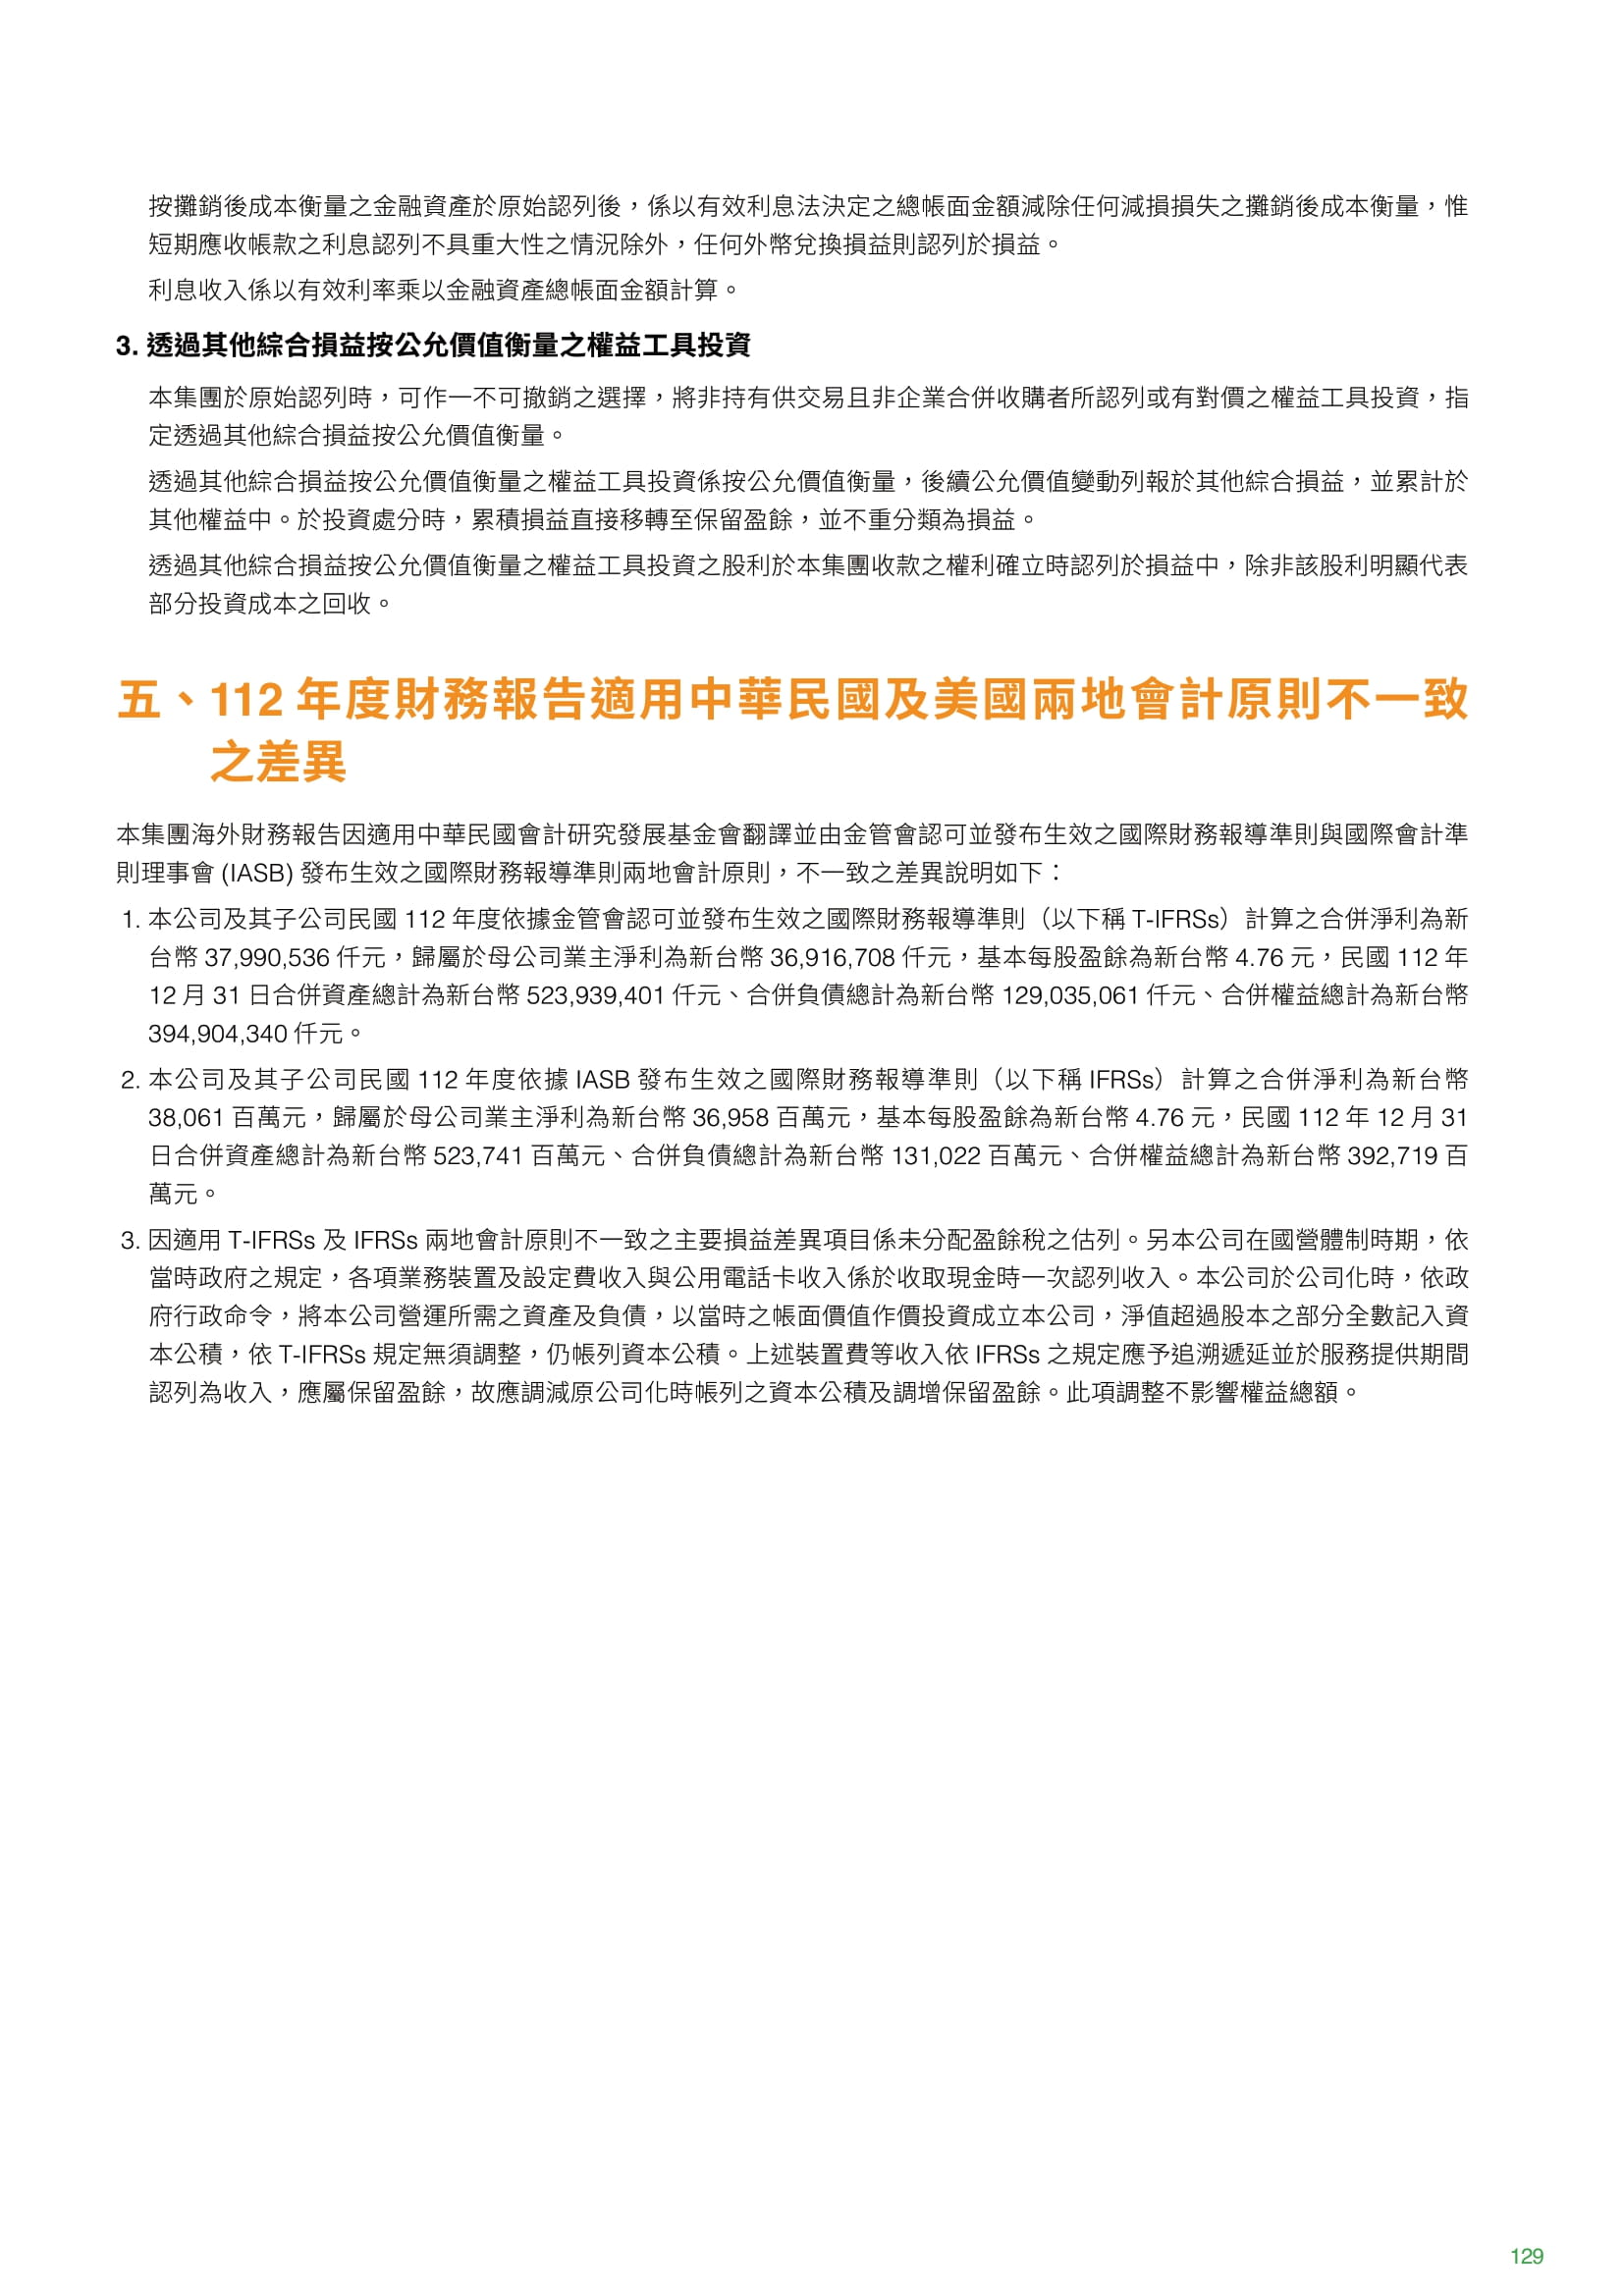 按攤銷後成本衡量之金融資產於原始認列後，係以有效利息法決定之總帳面金額減除任何減損損失之攤銷後成本衡量，惟
短期應收帳款之利息認列不具重大性之情況除外，任何外幣兌換損益則認列於損益。
利息收入係以有效利率乘以金融資產總帳面金額計算。
3. 透過其他綜合損益按公允價值衡量之權益工具投資
本集團於原始認列時，可作一不可撤銷之選擇，將非持有供交易且非企業合併收購者所認列或有對價之權益工具投資，指
定透過其他綜合損益按公允價值衡量。
透過其他綜合損益按公允價值衡量之權益工具投資係按公允價值衡量，後續公允價值變動列報於其他綜合損益，並累計於
其他權益中。於投資處分時，累積損益直接移轉至保留盈餘，並不重分類為損益。
透過其他綜合損益按公允價值衡量之權益工具投資之股利於本集團收款之權利確立時認列於損益中，除非該股利明顯代表
部分投資成本之回收。
五、112 年度財務報告適用中華民國及美國兩地會計原則不一致
之差異
本集團海外財務報告因適用中華民國會計研究發展基金會翻譯並由金管會認可並發布生效之國際財務報導準則與國際會計準
則理事會 (IASB) 發布生效之國際財務報導準則兩地會計原則，不一致之差異說明如下：
1. 本公司及其子公司民國 112 年度依據金管會認可並發布生效之國際財務報導準則（以下稱 T-IFRSs）計算之合併淨利為新
台幣 37,990,536 仟元，歸屬於母公司業主淨利為新台幣 36,916,708 仟元，基本每股盈餘為新台幣 4.76 元，民國 112 年
12 月 31 日合併資產總計為新台幣 523,939,401 仟元、合併負債總計為新台幣 129,035,061 仟元、合併權益總計為新台幣
394,904,340 仟元。
2. 本公司及其子公司民國 112 年度依據 IASB 發布生效之國際財務報導準則（以下稱 IFRSs）計算之合併淨利為新台幣
38,061 百萬元，歸屬於母公司業主淨利為新台幣 36,958 百萬元，基本每股盈餘為新台幣 4.76 元，民國 112 年 12 月 31
日合併資產總計為新台幣 523,741 百萬元、合併負債總計為新台幣 131,022 百萬元、合併權益總計為新台幣 392,719 百
萬元。
3. 因適用 T-IFRSs 及 IFRSs 兩地會計原則不一致之主要損益差異項目係未分配盈餘稅之估列。另本公司在國營體制時期，依
當時政府之規定，各項業務裝置及設定費收入與公用電話卡收入係於收取現金時一次認列收入。本公司於公司化時，依政
府行政命令，將本公司營運所需之資產及負債，以當時之帳面價值作價投資成立本公司，淨值超過股本之部分全數記入資
本公積，依 T-IFRSs 規定無須調整，仍帳列資本公積。上述裝置費等收入依 IFRSs 之規定應予追溯遞延並於服務提供期間
認列為收入，應屬保留盈餘，故應調減原公司化時帳列之資本公積及調增保留盈餘。此項調整不影響權益總額。
129